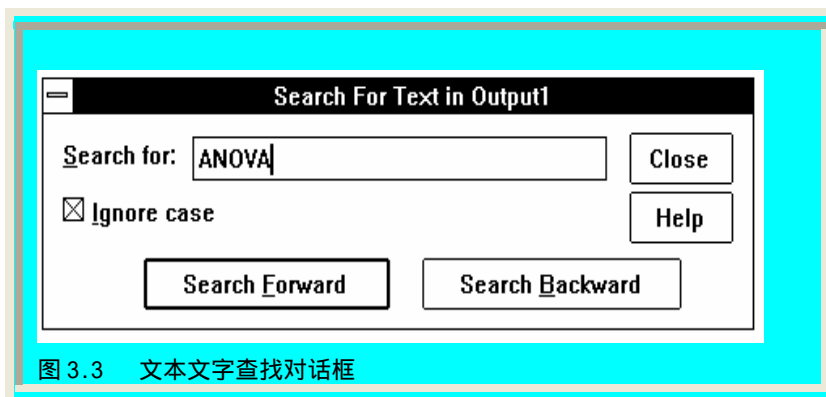 Search For Text in Output1
Search for: ANOVA Close
Ignore case Help
Search Forward Search Backward
图 3.3 文本文字查找对话框